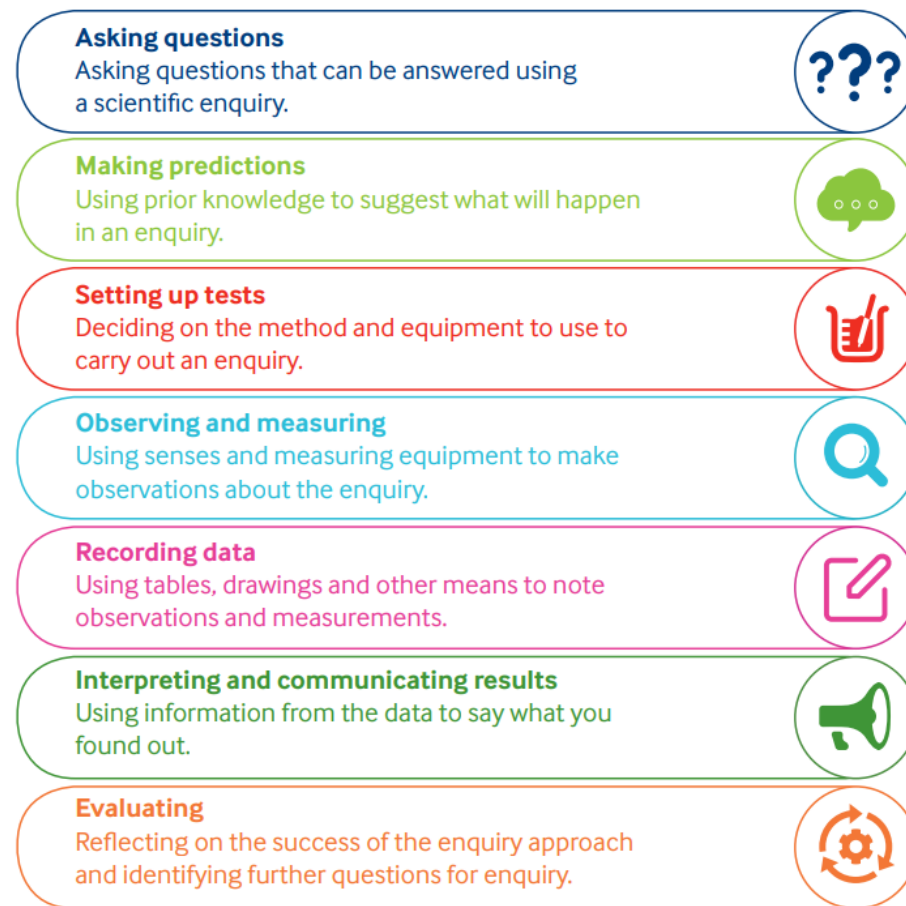 Asking questions
Asking questions that can be answered using
a scientific enquiry.
???
Making predictions
Using prior knowledge to suggest what will happen
in an enquiry.
Setting up tests
Deciding on the method and equipment to use to
carry out an enquiry.
Observing and measuring
Using senses and measuring equipment to make
observations about the enquiry.
Recording data
Using tables, drawings and other means to note
observations and measurements.
Interpreting and communicating results
Using information from the data to say what you
found out.
Evaluating
Reflecting on the success of the enquiry approach
and identifying further questions for enquiry.